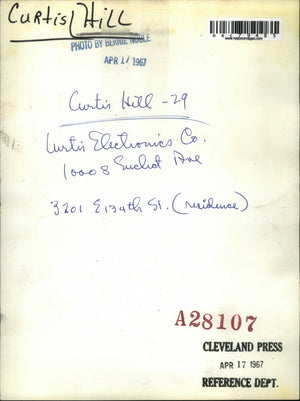 Curtis/Hill
PHOTO BY BERNIE NOBLE
APR 17 1967
Curtis Hill - 29
Curtis Electronics Co.
10008 Euclid Ave
3201 E134th St. (residence)
A28107
CLEVELAND PRESS
APR 17 1967
REFERENCE DEPT.